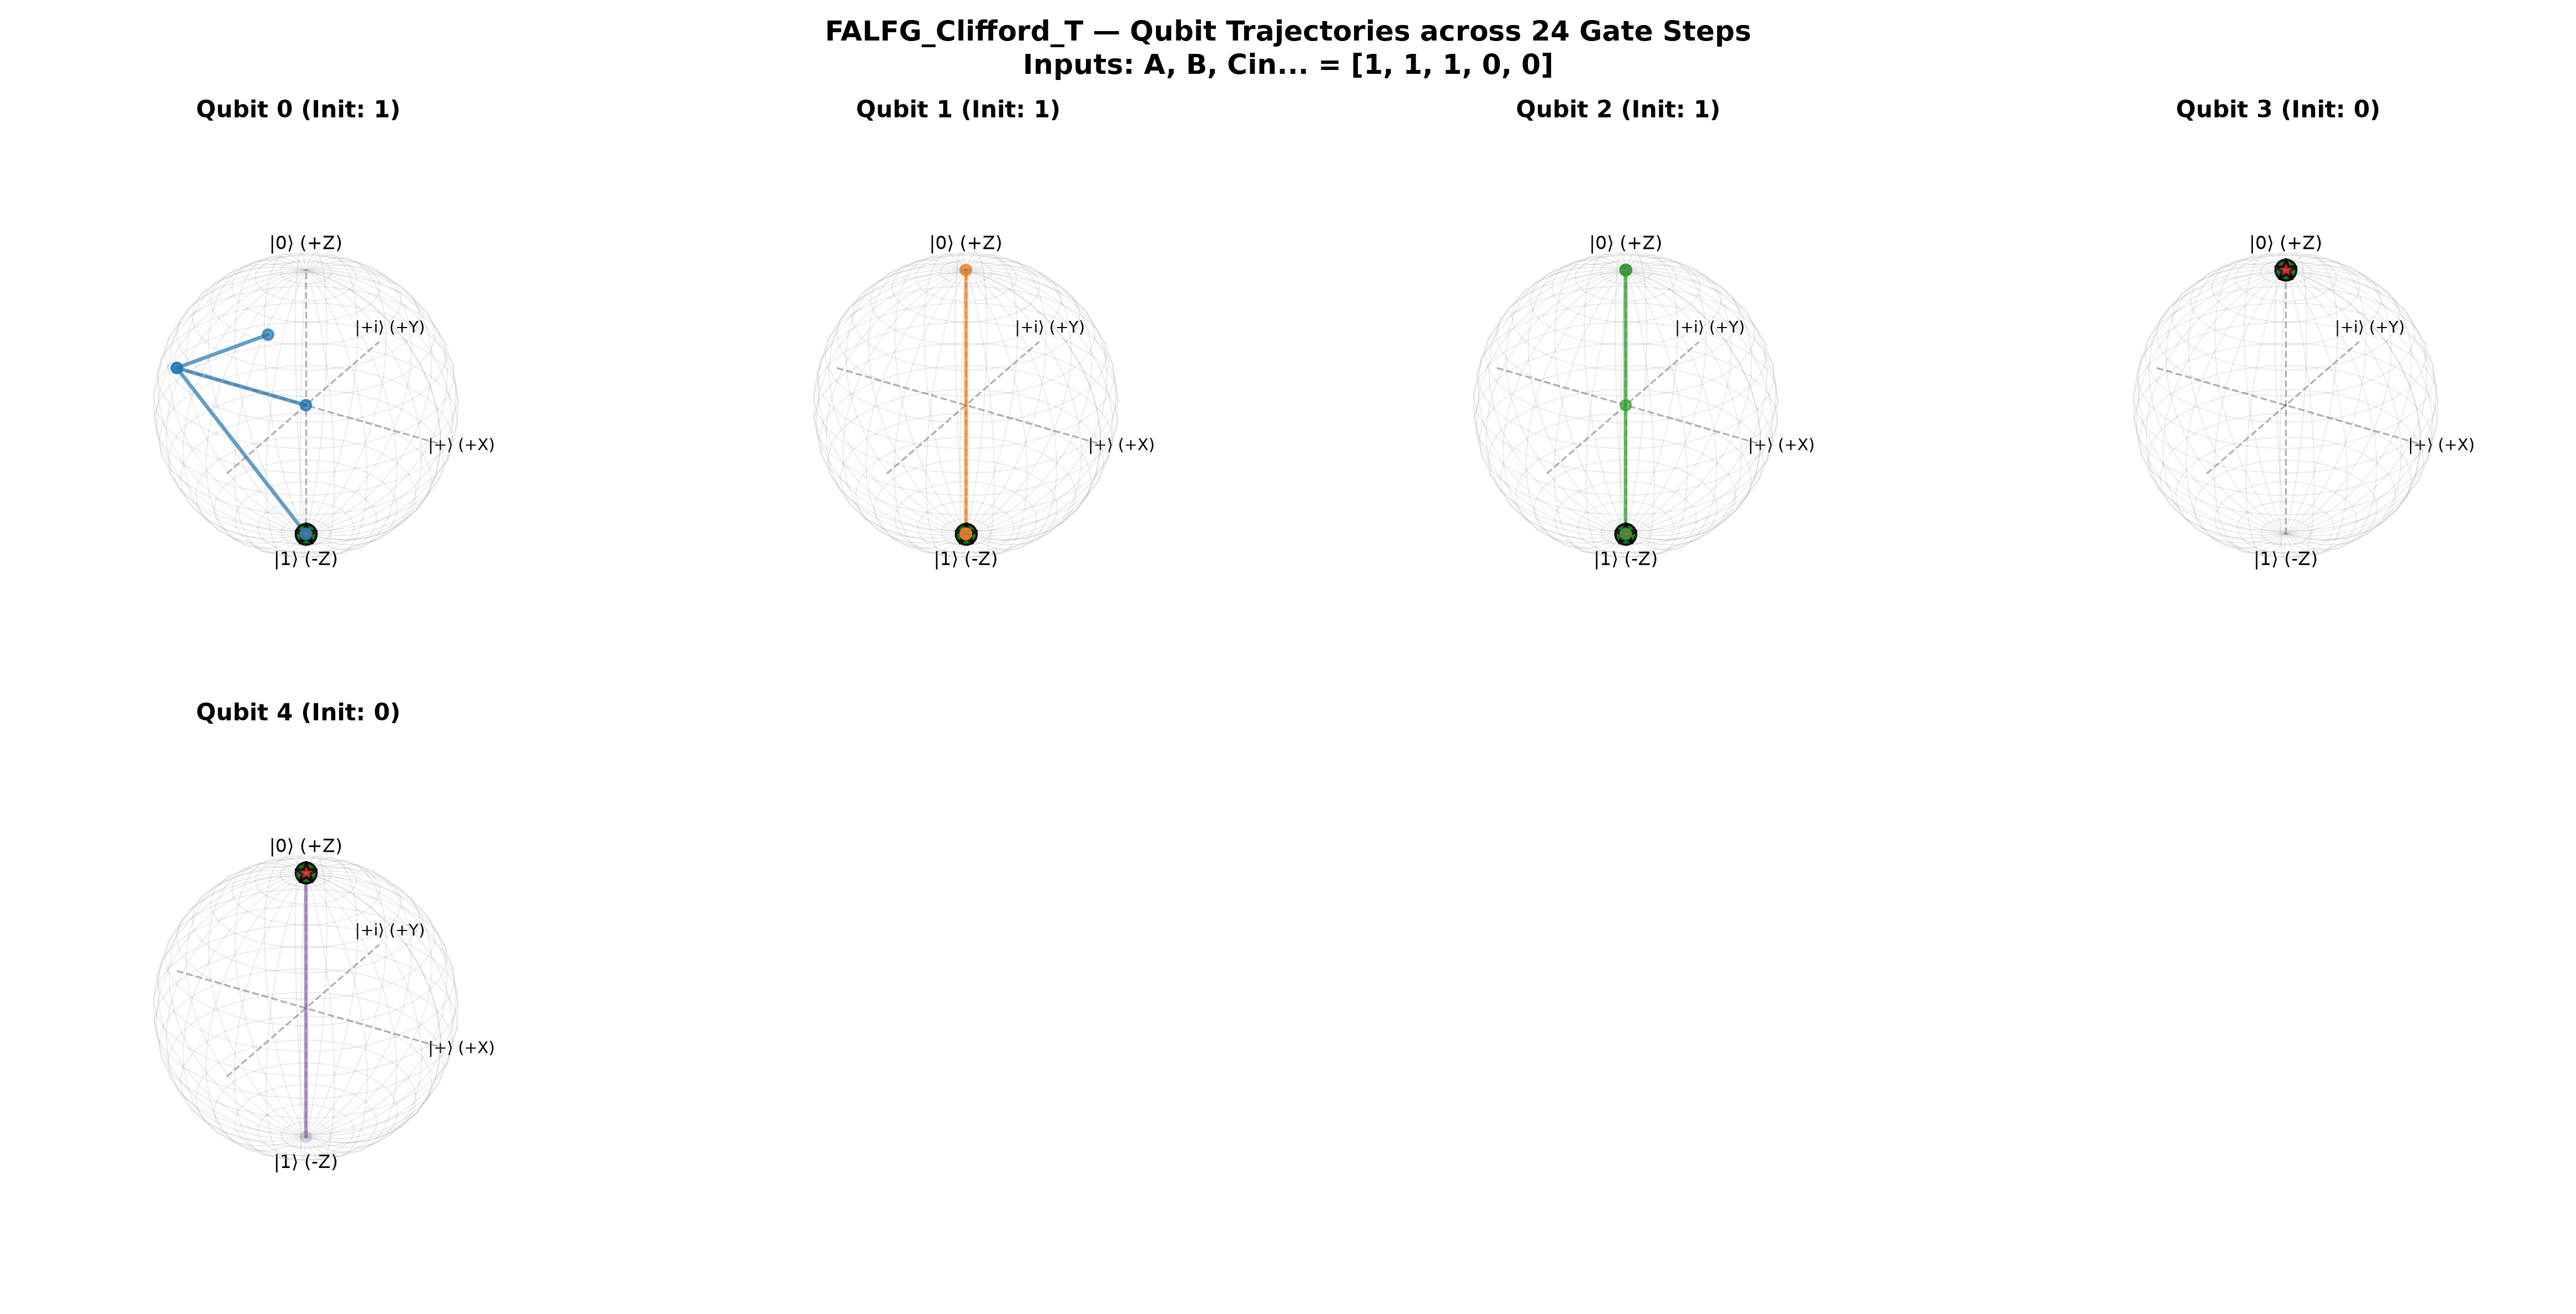 FALFG_Clifford_T — Qubit Trajectories across 24 Gate Steps
Inputs: A, B, Cin... = [1, 1, 1, 0, 0]
Qubit 0 (Init: 1)
|0⟩ (+Z)
|+i⟩ (+Y)
|+⟩ (+X)
|1⟩ (-Z)
Qubit 1 (Init: 1)
|0⟩ (+Z)
|+i⟩ (+Y)
|+⟩ (+X)
|1⟩ (-Z)
Qubit 2 (Init: 1)
|0⟩ (+Z)
|+i⟩ (+Y)
|+⟩ (+X)
|1⟩ (-Z)
Qubit 3 (Init: 0)
|0⟩ (+Z)
|+i⟩ (+Y)
|+⟩ (+X)
|1⟩ (-Z)
Qubit 4 (Init: 0)
|0⟩ (+Z)
|+i⟩ (+Y)
|+⟩ (+X)
|1⟩ (-Z)